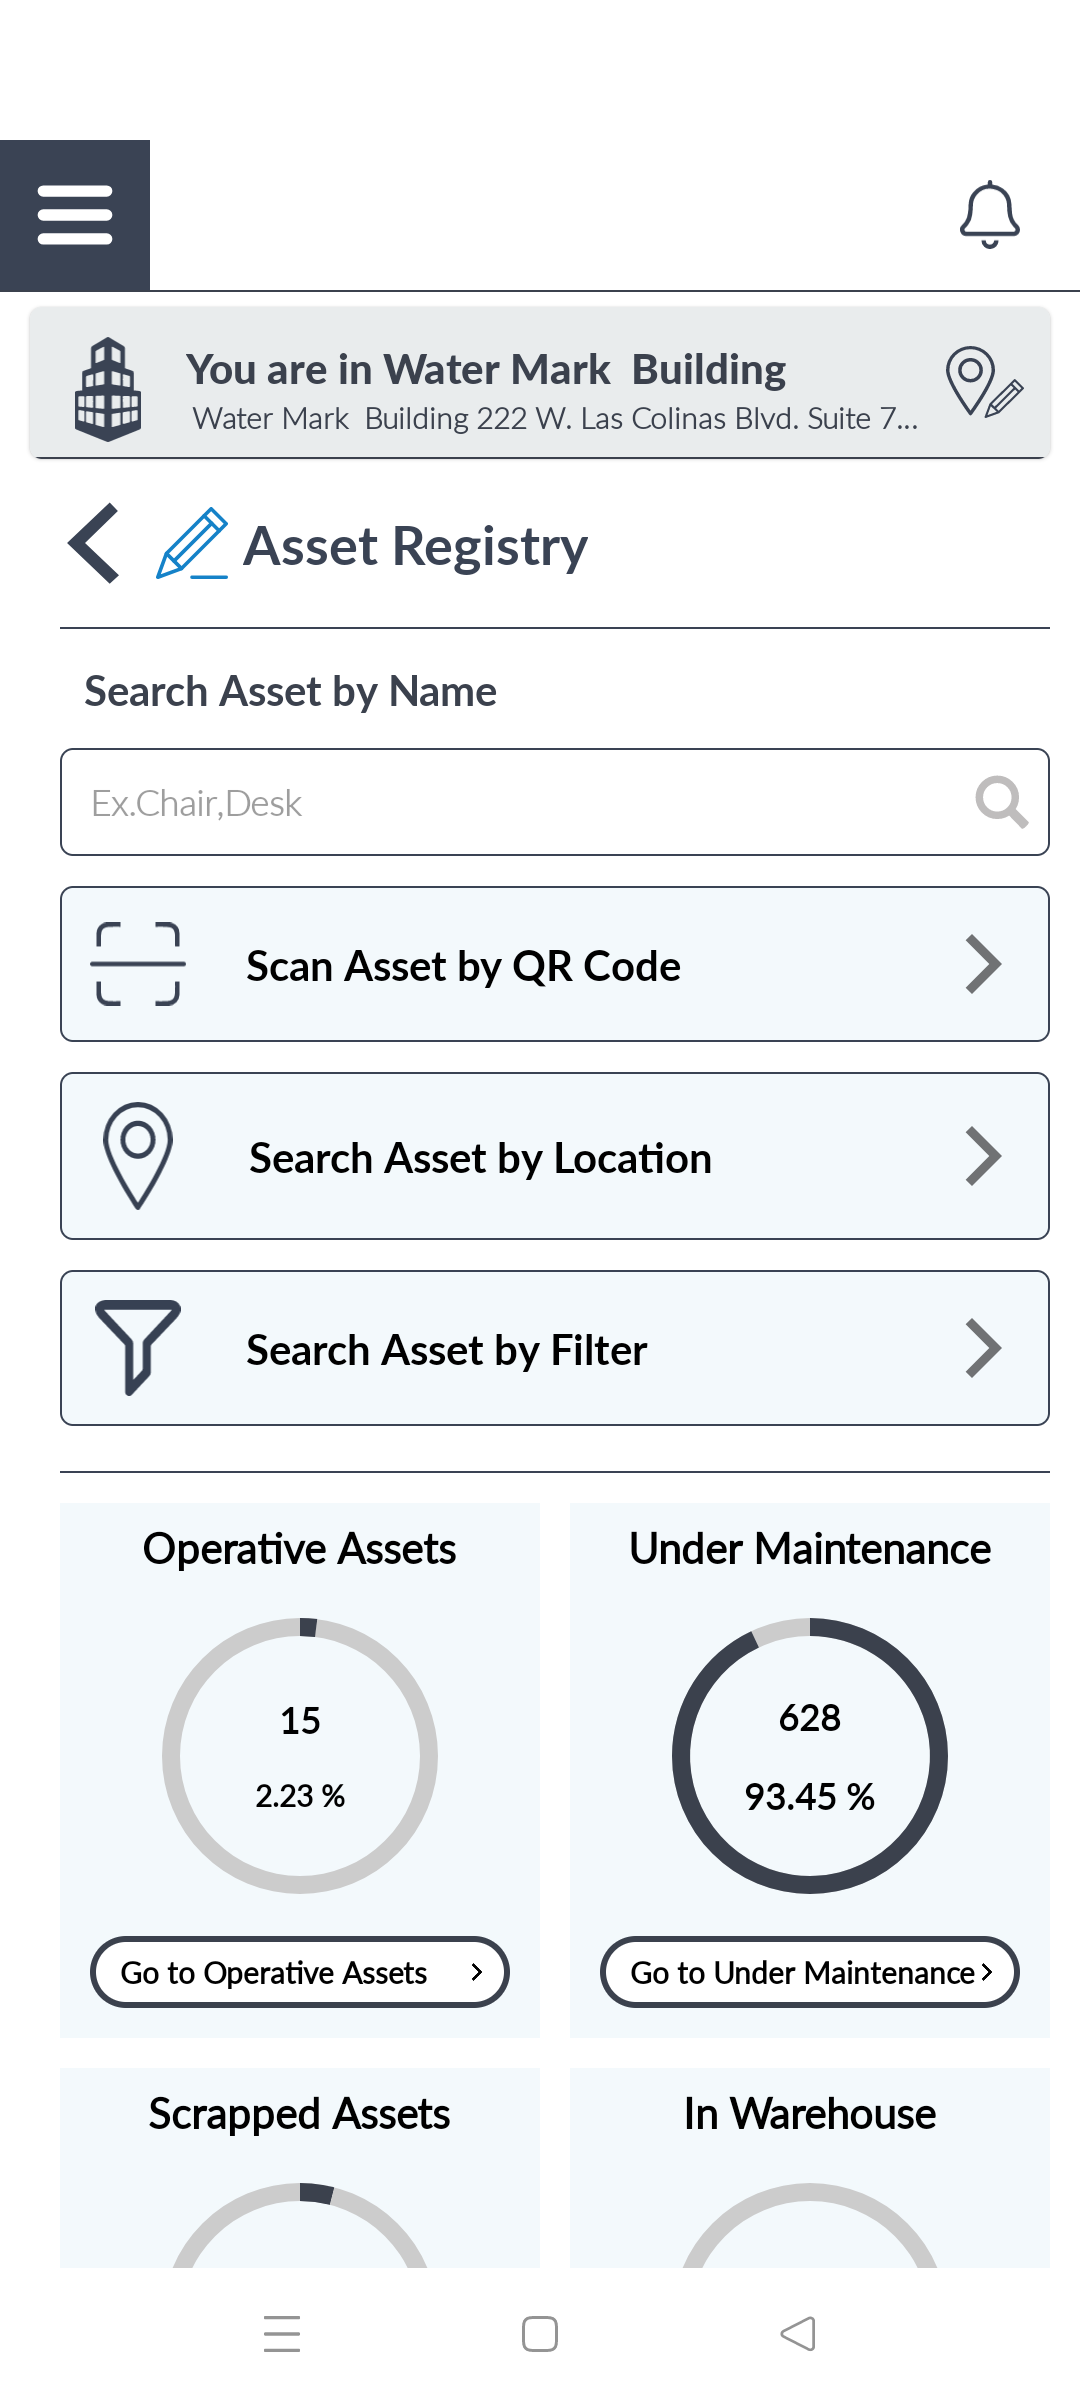 You are in Water Mark  Building
Water Mark  Building 222 W. Las Colinas Blvd. Suite 7...
Asset Registry
Search Asset by Name
Ex.Chair,Desk
Scan Asset by QR Code
Search Asset by Location
Search Asset by Filter
Operative Assets
15
2.23 %
Go to Operative Assets
Under Maintenance
628
93.45 %
Go to Under Maintenance
Scrapped Assets
In Warehouse